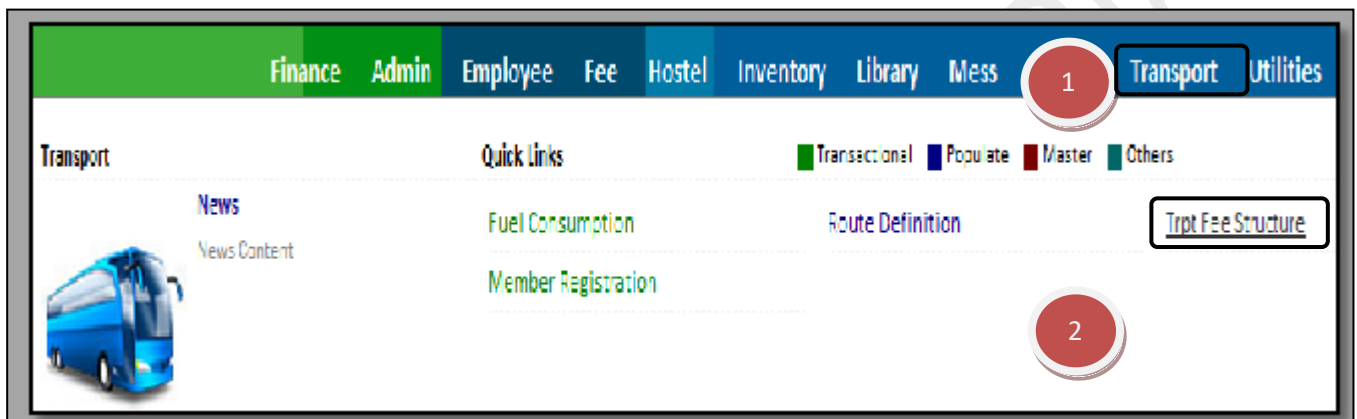 Finance Admin Employee Fee Hostel Inventory Library Mess 1 Transport Utilities
Transport Quick Links Transactional Populate Master Others
News Fuel Consumption Route Definition Trpt Fee Structure
News Content
Member Registration
2